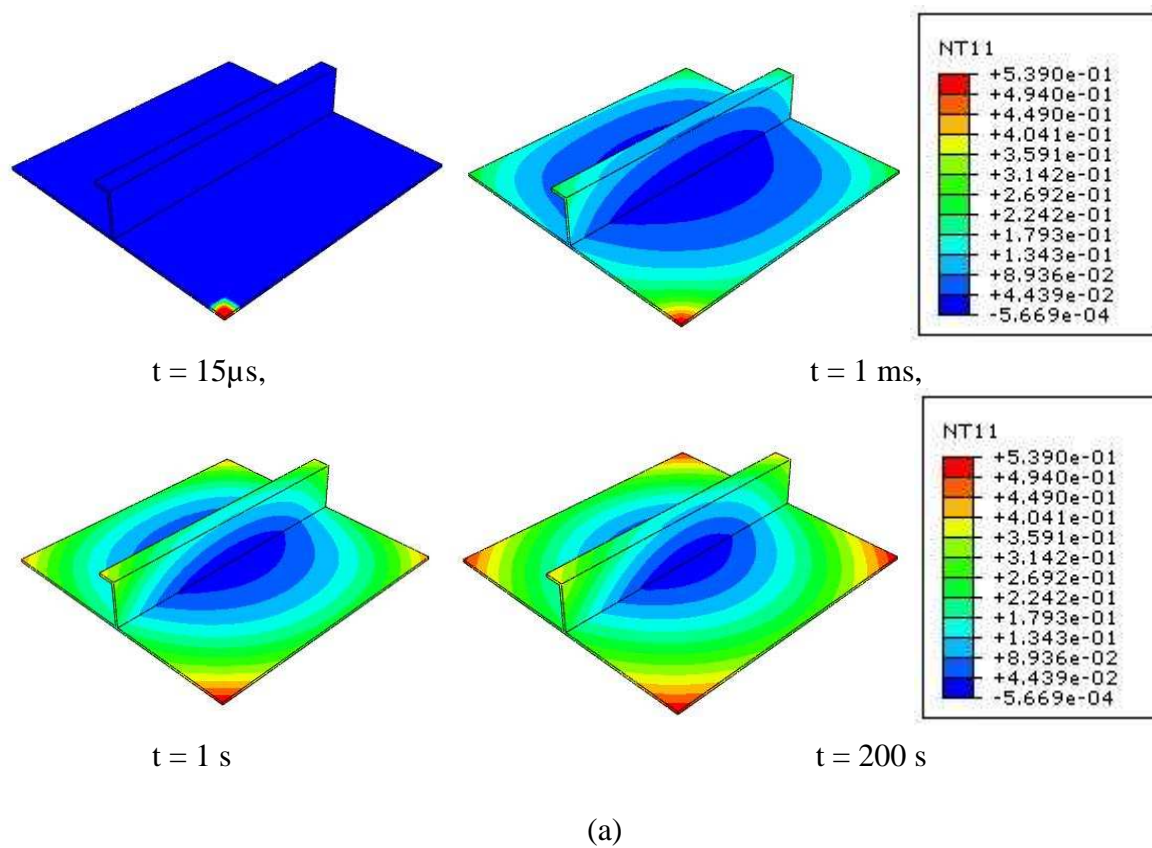 NT11
+5.390e-01
+4.940e-01
+4.490e-01
+4.041e-01
+3.591e-01
+3.142e-01
+2.692e-01
+2.242e-01
+1.793e-01
+1.343e-01
+8.936e-02
+4.439e-02
-5.669e-04
t = 15µs,
t = 1 ms,
NT11
+5.390e-01
+4.940e-01
+4.490e-01
+4.041e-01
+3.591e-01
+3.142e-01
+2.692e-01
+2.242e-01
+1.793e-01
+1.343e-01
+8.936e-02
+4.439e-02
-5.669e-04
t = 1 s
t = 200 s
(a)